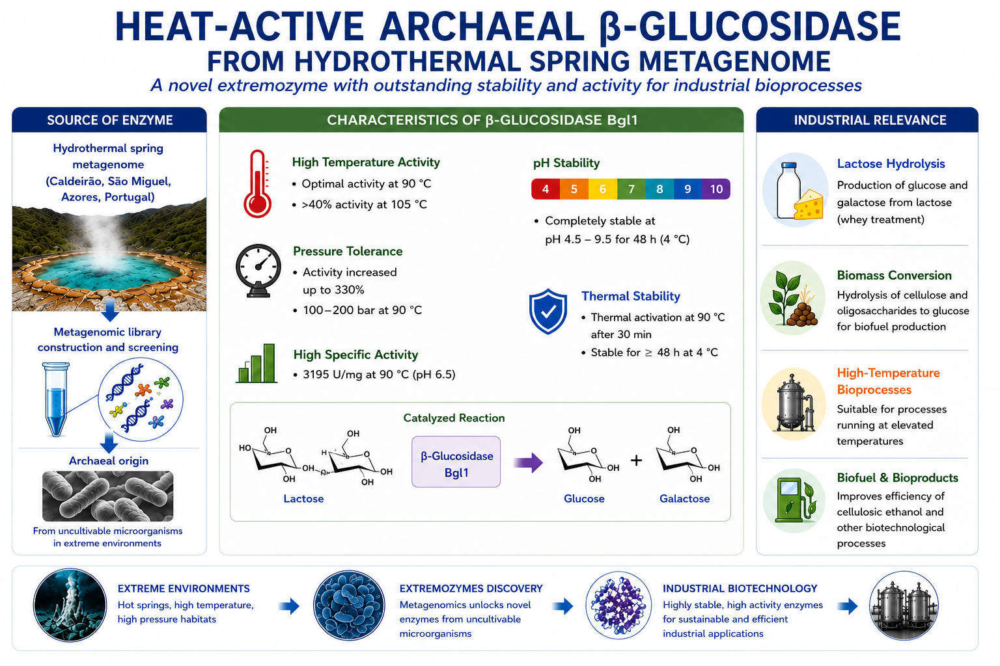 HEAT-ACTIVE ARCHAEAL β-GLUCOSIDASE
FROM HYDROTHERMAL SPRING METAGENOME
A novel extremozyme with outstanding stability and activity for industrial bioprocesses
SOURCE OF ENZYME
Hydrothermal spring
metagenome
(Caldeirão, São Miguel,
Azores, Portugal)
Metagenomic library
construction and screening
Archaeal origin
From uncultivable microorganisms
in extreme environments
CHARACTERISTICS OF β-GLUCOSIDASE Bgl1
High Temperature Activity
• Optimal activity at 90 °C
• >40% activity at 105 °C
Pressure Tolerance
• Activity increased
up to 330%
• 100–200 bar at 90 °C
High Specific Activity
• 3195 U/mg at 90 °C (pH 6.5)
pH Stability
4 5 6 7 8 9 10
• Completely stable at
pH 4.5 – 9.5 for 48 h (4 °C)
Thermal Stability
• Thermal activation at 90 °C
after 30 min
• Stable for ≥ 48 h at 4 °C
Catalyzed Reaction
OH
HO
O
OH
OH
OH
H
O
OH
OH
Lactose
β-Glucosidase
Bgl1
OH
O
OH
OH
Glucose
+
OH
O
OH
OH
Galactose
INDUSTRIAL RELEVANCE
Lactose Hydrolysis
Production of glucose and
galactose from lactose
(whey treatment)
Biomass Conversion
Hydrolysis of cellulose and
oligosaccharides to glucose
for biofuel production
High-Temperature
Bioprocesses
Suitable for processes
running at elevated
temperatures
Biofuel & Bioproducts
Improves efficiency of
cellulosic ethanol and
other biotechnological
processes
EXTREME ENVIRONMENTS
Hot springs, high temperature,
high pressure habitats
EXTREMOZYMES DISCOVERY
Metagenomics unlocks novel
enzymes from uncultivable
microorganisms
INDUSTRIAL BIOTECHNOLOGY
Highly stable, high activity enzymes
for sustainable and efficient
industrial applications